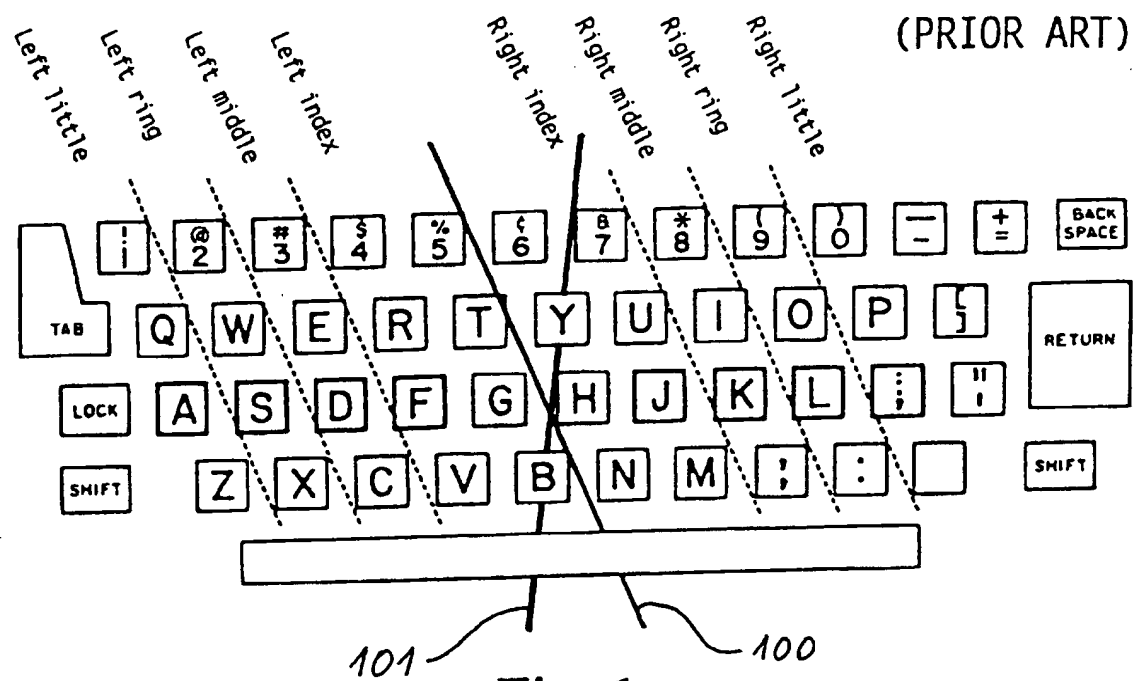 (PRIOR ART)
Left little
Left ring
Left middle
Left index
Right index
Right middle
Right ring
Right little
! @ 2 # 3 $ 4 % 5 ¢ 6 8 7 * 8 ( 9 ) 0 — - + = BACK SPACE
TAB Q W E R T Y U I O P [ ] RETURN
LOCK A S D F G H J K L ; " '
SHIFT Z X C V B N M ; : SHIFT
101
100